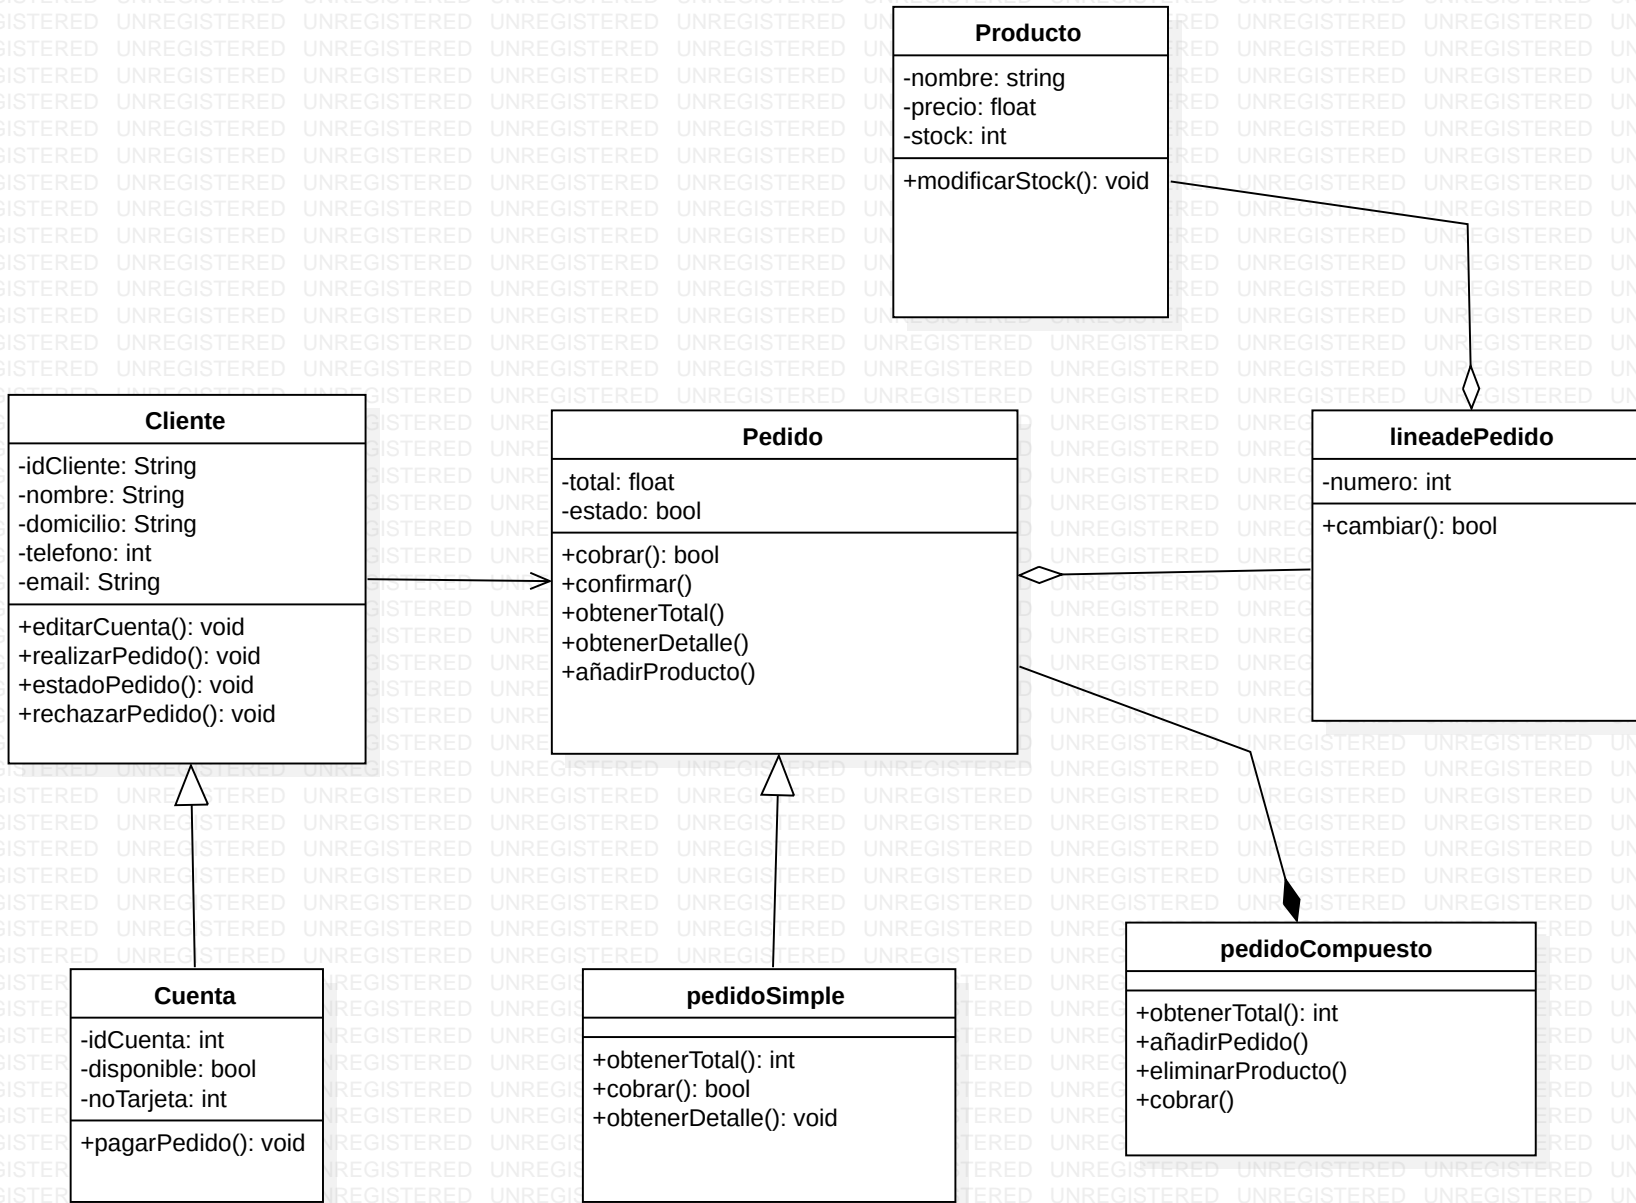 Producto
-nombre: string
-precio: float
-stock: int
+modificarStock(): void
Cliente
-idCliente: String
-nombre: String
-domicilio: String
-telefono: int
-email: String
+editarCuenta(): void
+realizarPedido(): void
+estadoPedido(): void
+rechazarPedido(): void
Pedido
-total: float
-estado: bool
+cobrar(): bool
+confirmar()
+obtenerTotal()
+obtenerDetalle()
+añadirProducto()
lineadePedido
-numero: int
+cambiar(): bool
Cuenta
-idCuenta: int
-disponible: bool
-noTarjeta: int
+pagarPedido(): void
pedidoSimple
+obtenerTotal(): int
+cobrar(): bool
+obtenerDetalle(): void
pedidoCompuesto
+obtenerTotal(): int
+añadirPedido()
+eliminarProducto()
+cobrar()
UNREGISTERED